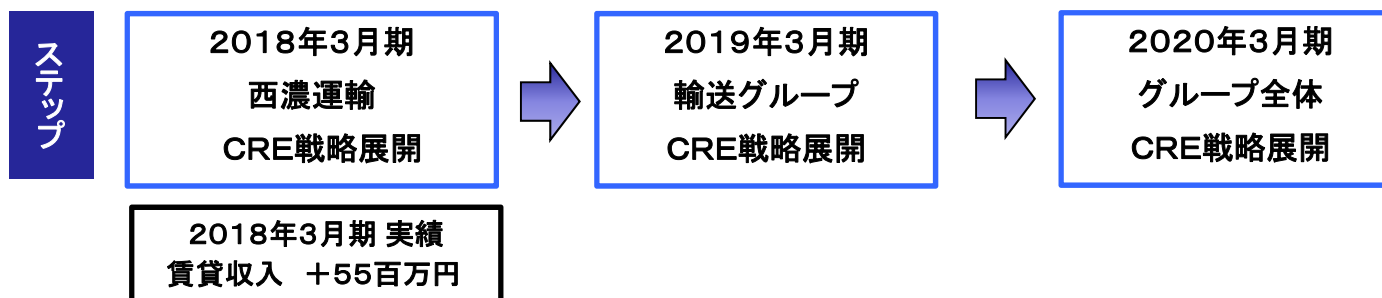 ステップ
２０１８年３月期
西濃運輸
ＣＲＥ戦略展開
２０１９年３月期
輸送グループ
ＣＲＥ戦略展開
２０２０年３月期
グループ全体
ＣＲＥ戦略展開
２０１８年３月期 実績
賃貸収入　＋５５百万円